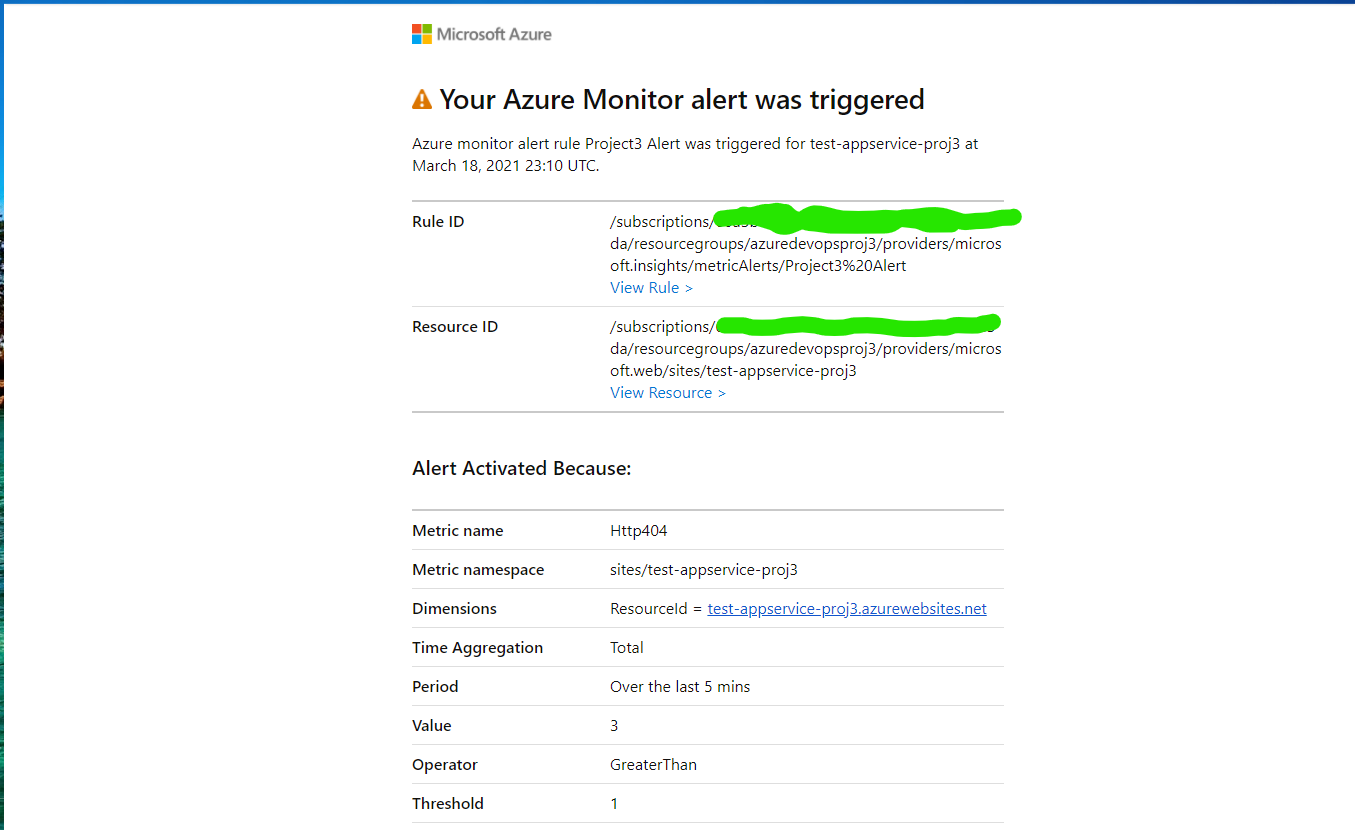 Microsoft Azure
Your Azure Monitor alert was triggered
Azure monitor alert rule Project3 Alert was triggered for test-appservice-proj3 at
March 18, 2021 23:10 UTC.
Rule ID /subscriptions/
da/resourcegroups/azuredevopsproj3/providers/micros
oft.insights/metricAlerts/Project3%20Alert
View Rule >
Resource ID /subscriptions/
da/resourcegroups/azuredevopsproj3/providers/micros
oft.web/sites/test-appservice-proj3
View Resource >
Alert Activated Because:
Metric name Http404
Metric namespace sites/test-appservice-proj3
Dimensions ResourceId = test-appservice-proj3.azurewebsites.net
Time Aggregation Total
Period Over the last 5 mins
Value 3
Operator GreaterThan
Threshold 1